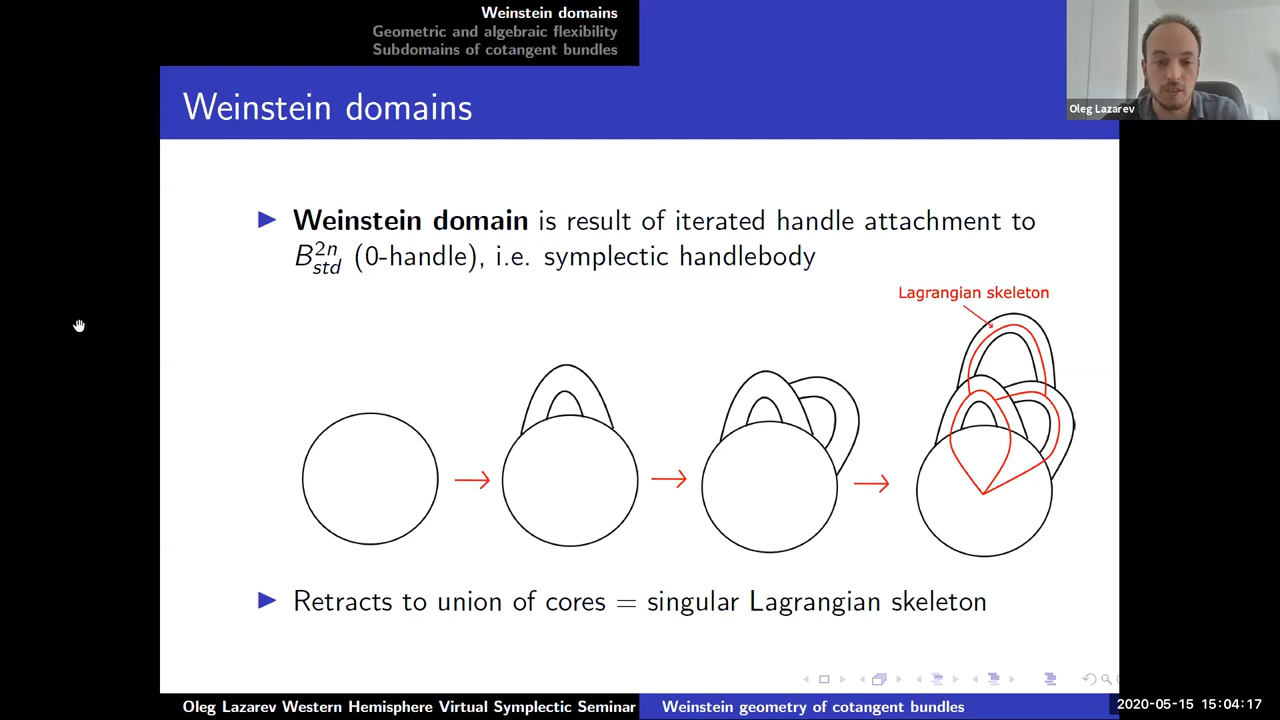 Weinstein domains
Geometric and algebraic flexibility
Subdomains of cotangent bundles
Oleg Lazarev
Weinstein domains
▶ Weinstein domain is result of iterated handle attachment to
B_{std}^{2n} (0-handle), i.e. symplectic handlebody
Lagrangian skeleton
▶ Retracts to union of cores = singular Lagrangian skeleton
Oleg Lazarev Western Hemisphere Virtual Symplectic Seminar
Weinstein geometry of cotangent bundles
2020-05-15 15:04:17